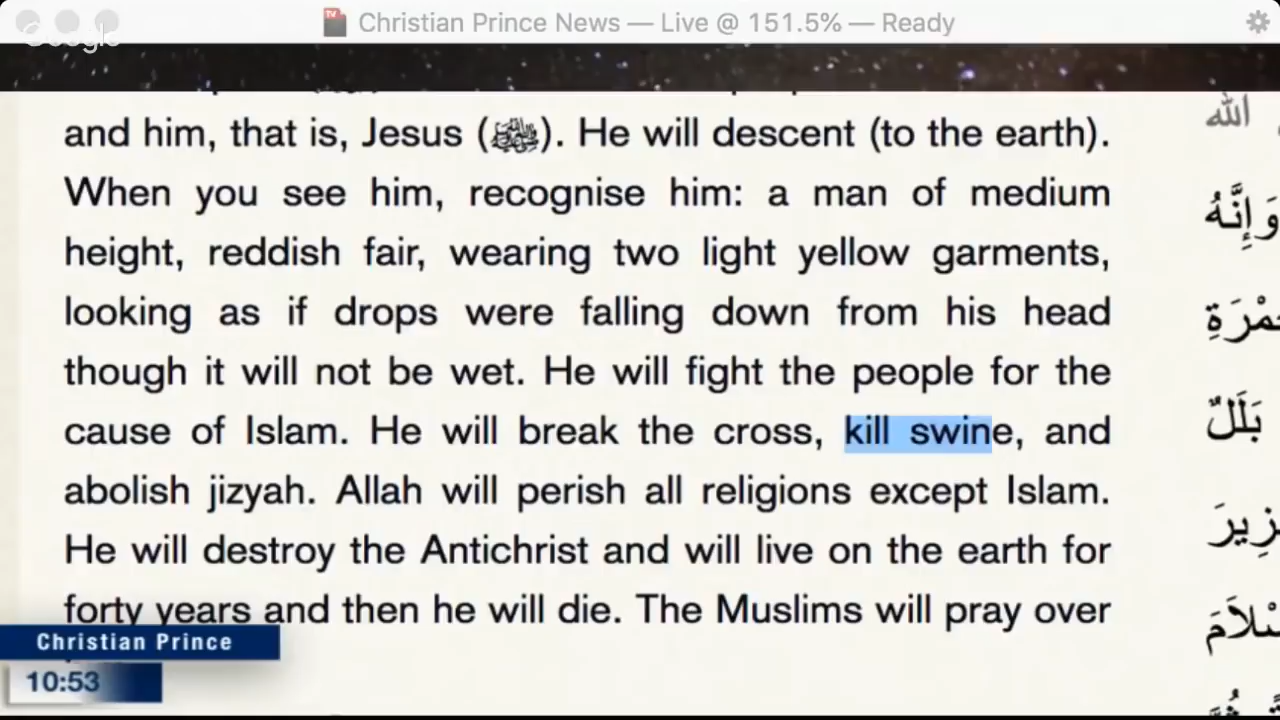 Christian Prince News — Live @ 151.5% — Ready
Google
الله
and him, that is, Jesus (ﷺ). He will descent (to the earth).
When you see him, recognise him: a man of medium
وَإِنَّهُ
height, reddish fair, wearing two light yellow garments,
looking as if drops were falling down from his head
though it will not be wet. He will fight the people for the
cause of Islam. He will break the cross, kill swine, and
بَلَلٌ
abolish jizyah. Allah will perish all religions except Islam.
He will destroy the Antichrist and will live on the earth for
forty years and then he will die. The Muslims will pray over
Christian Prince
10:53